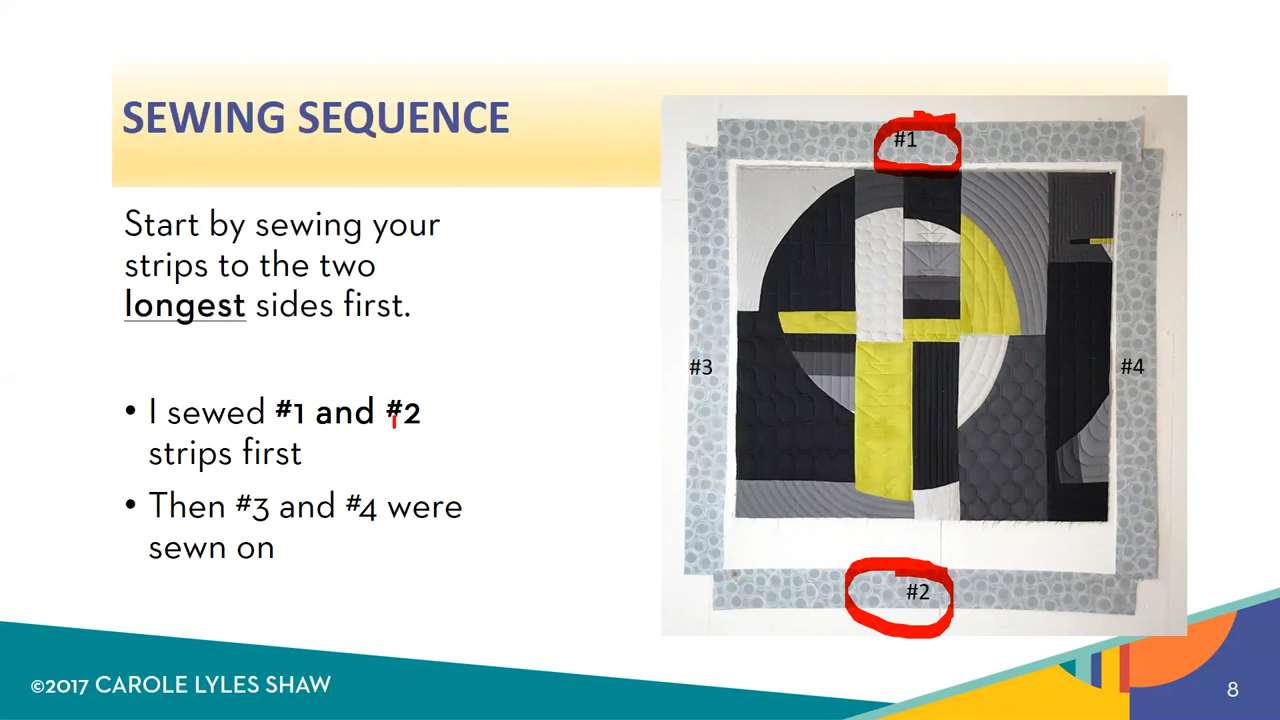 SEWING SEQUENCE
Start by sewing your
strips to the two
longest sides first.
• I sewed #1 and #2
strips first
• Then #3 and #4 were
sewn on
#1
#3
#4
#2
©2017 CAROLE LYLES SHAW
8